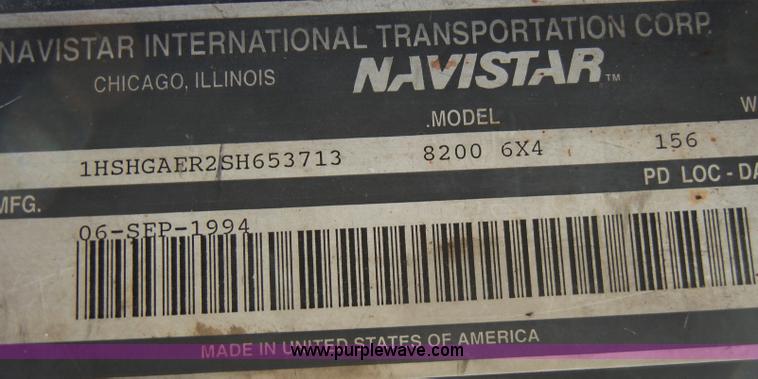 NAVISTAR INTERNATIONAL TRANSPORTATION CORP.
CHICAGO, ILLINOIS NAVISTAR™
MODEL
1HSHGAER2SH653713 8200 6X4 156
MFG. PD LOC-DA
06-SEP-1994
MADE IN UNITED STATES OF AMERICA
www.purplewave.com